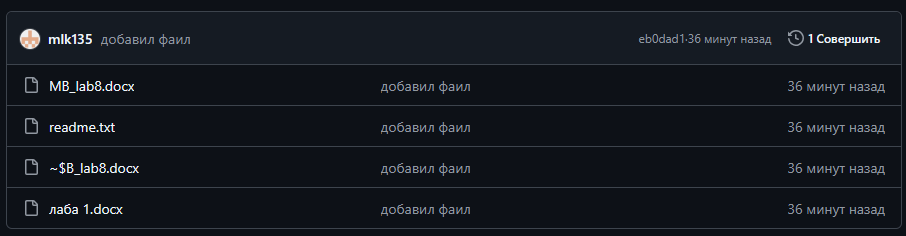 mlk135 добавил фаил eb0dad1·36 минут назад 1 Совершить
MB_lab8.docx добавил фаил 36 минут назад
readme.txt добавил фаил 36 минут назад
~$B_lab8.docx добавил фаил 36 минут назад
лаба 1.docx добавил фаил 36 минут назад